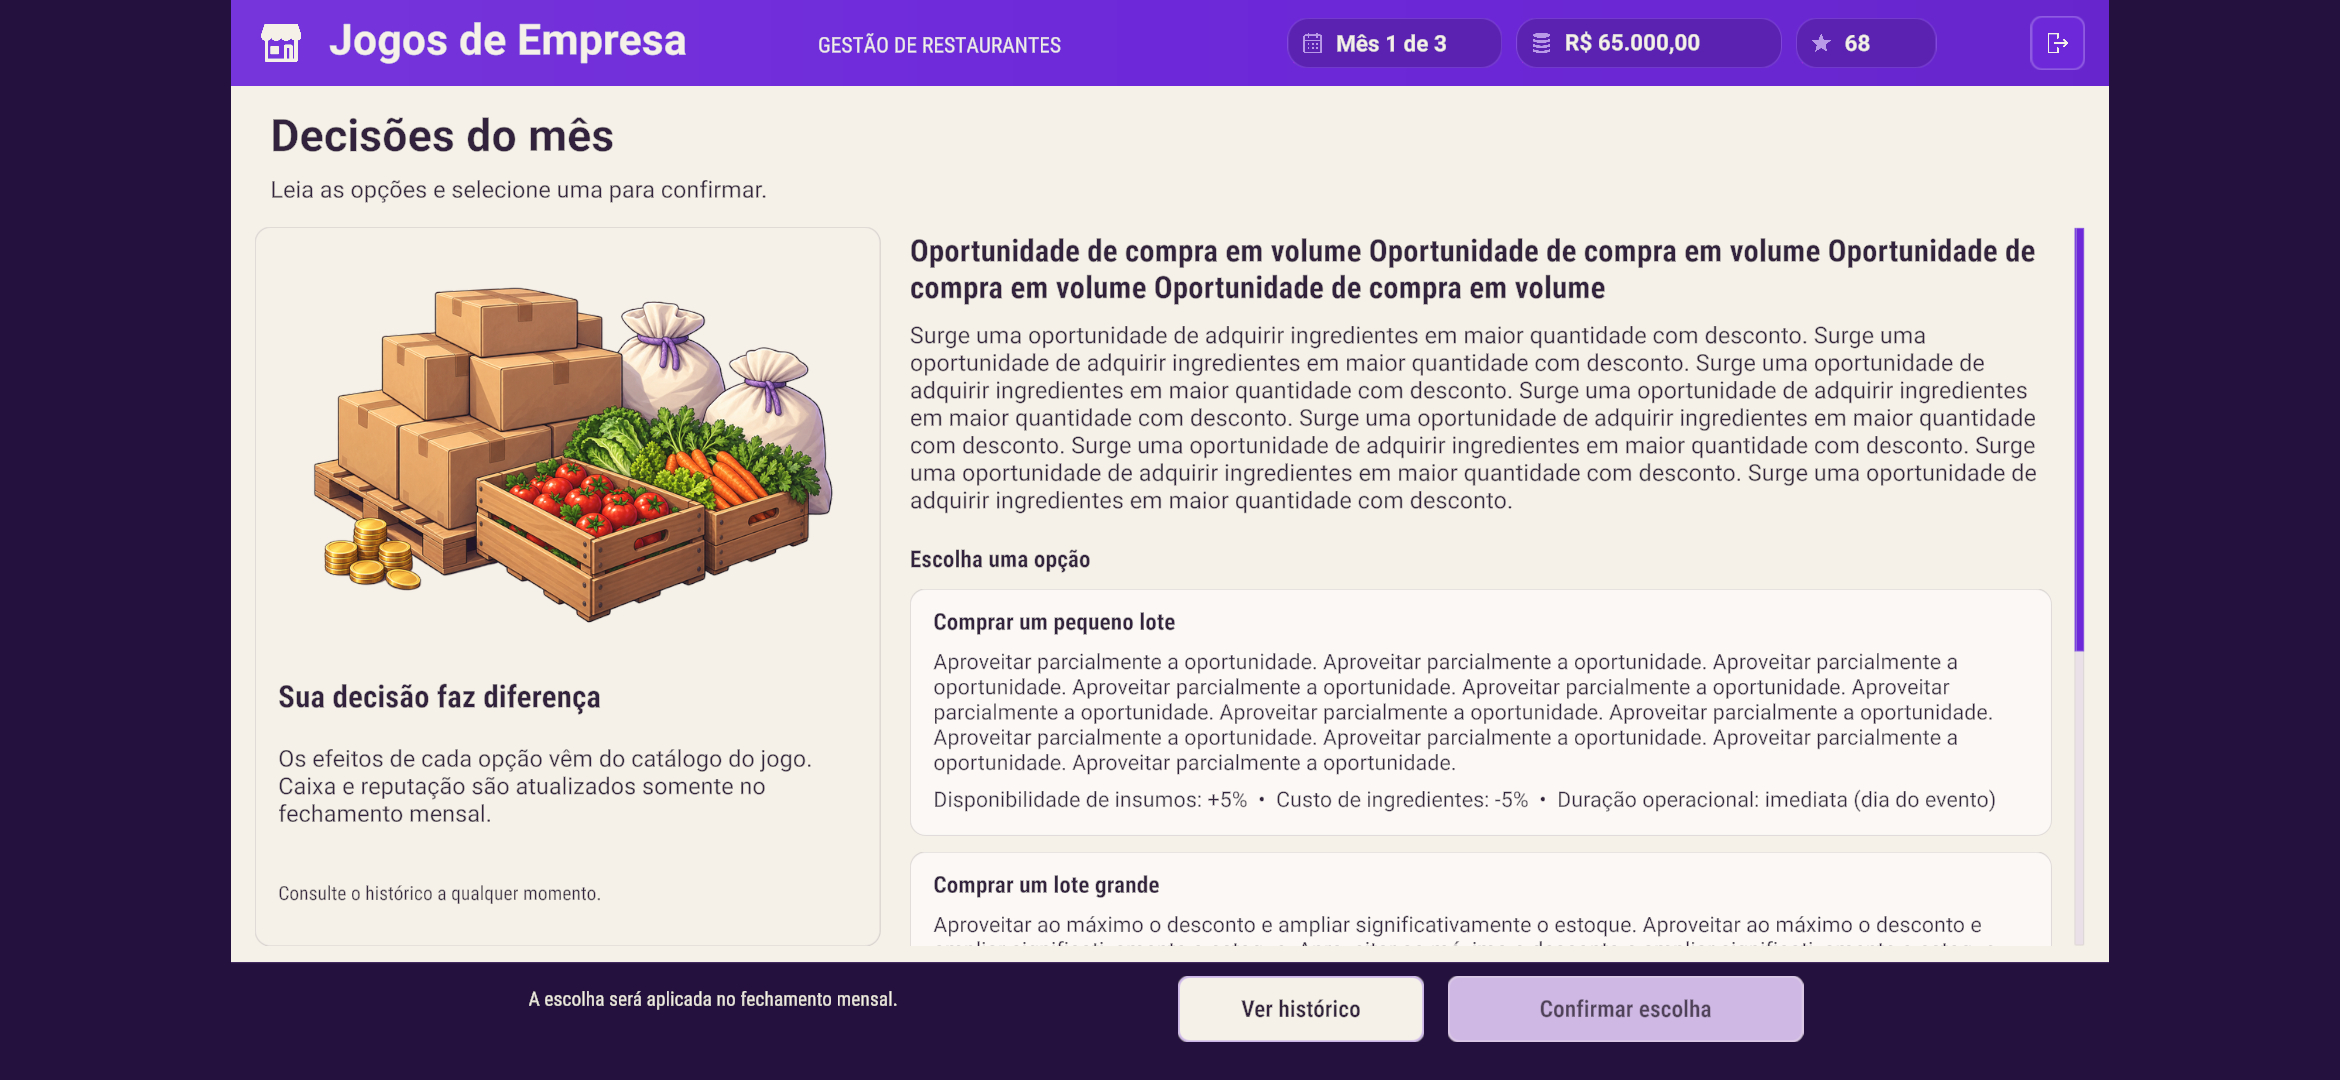 Jogos de Empresa
GESTÃO DE RESTAURANTES
Mês 1 de 3
R$ 65.000,00
68
Decisões do mês
Leia as opções e selecione uma para confirmar.
Sua decisão faz diferença
Os efeitos de cada opção vêm do catálogo do jogo.
Caixa e reputação são atualizados somente no
fechamento mensal.
Consulte o histórico a qualquer momento.
Oportunidade de compra em volume Oportunidade de compra em volume Oportunidade de
compra em volume Oportunidade de compra em volume
Surge uma oportunidade de adquirir ingredientes em maior quantidade com desconto. Surge uma
oportunidade de adquirir ingredientes em maior quantidade com desconto. Surge uma oportunidade de
adquirir ingredientes em maior quantidade com desconto. Surge uma oportunidade de adquirir ingredientes
em maior quantidade com desconto. Surge uma oportunidade de adquirir ingredientes em maior quantidade
com desconto. Surge uma oportunidade de adquirir ingredientes em maior quantidade com desconto. Surge
uma oportunidade de adquirir ingredientes em maior quantidade com desconto. Surge uma oportunidade de
adquirir ingredientes em maior quantidade com desconto.
Escolha uma opção
Comprar um pequeno lote
Aproveitar parcialmente a oportunidade. Aproveitar parcialmente a oportunidade. Aproveitar parcialmente a
oportunidade. Aproveitar parcialmente a oportunidade. Aproveitar parcialmente a oportunidade. Aproveitar
parcialmente a oportunidade. Aproveitar parcialmente a oportunidade. Aproveitar parcialmente a oportunidade.
Aproveitar parcialmente a oportunidade. Aproveitar parcialmente a oportunidade. Aproveitar parcialmente a
oportunidade. Aproveitar parcialmente a oportunidade.
Disponibilidade de insumos: +5% • Custo de ingredientes: -5% • Duração operacional: imediata (dia do evento)
Comprar um lote grande
Aproveitar ao máximo o desconto e ampliar significativamente o estoque. Aproveitar ao máximo o desconto e
A escolha será aplicada no fechamento mensal.
Ver histórico
Confirmar escolha